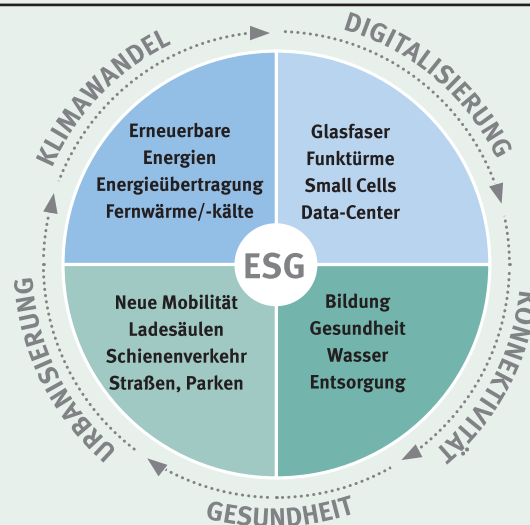 KLIMAWANDEL
DIGITALISIERUNG
Erneuerbare
Energien
Energieübertragung
Fernwärme/-kälte
Glasfaser
Funktürme
Small Cells
Data-Center
ESG
Neue Mobilität
Ladesäulen
Schienenverkehr
Straßen, Parken
Bildung
Gesundheit
Wasser
Entsorgung
URBANISIERUNG
KONNEKTIVITÄT
GESUNDHEIT